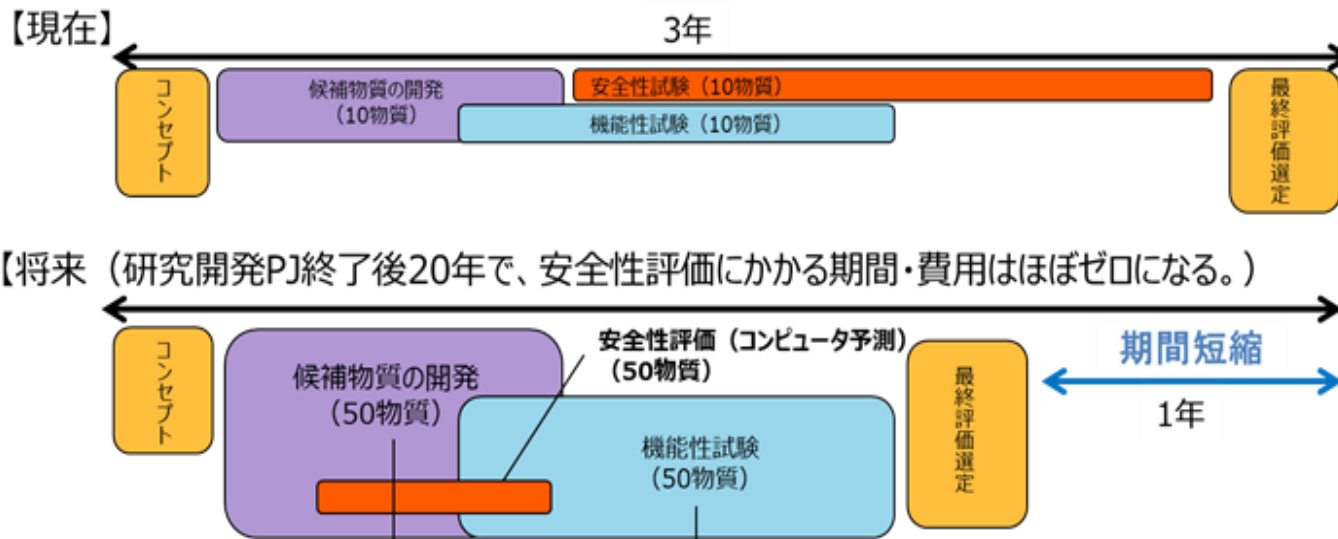 【現在】
3年
コンセプト
候補物質の開発
（10物質）
安全性試験（10物質）
機能性試験（10物質）
最終評価選定
【将来（研究開発PJ終了後20年で、安全性評価にかかる期間・費用はほぼゼロになる。）
コンセプト
候補物質の開発
（50物質）
安全性評価（コンピュータ予測）
（50物質）
機能性試験
（50物質）
最終評価選定
期間短縮
1年